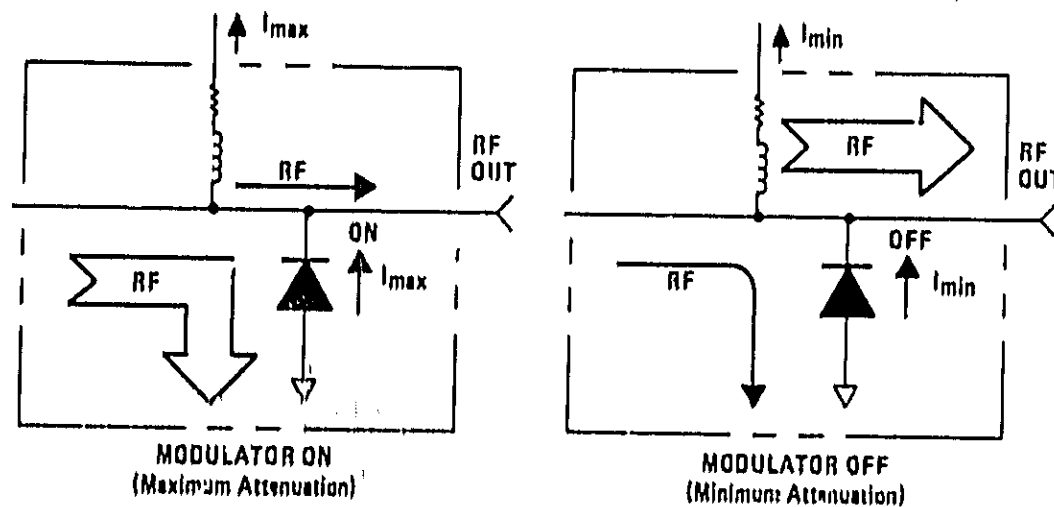 Imax
RF
RF
OUT
ON
Imax
RF
MODULATOR ON
(Maximum Attenuation)
Imin
RF
RF
OUT
OFF
Imin
RF
MODULATOR OFF
(Minimum Attenuation)